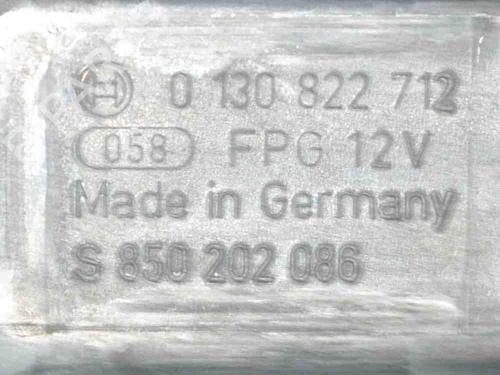 0 130 822 712
058 FPG 12V
Made in Germany
S 850 202 086